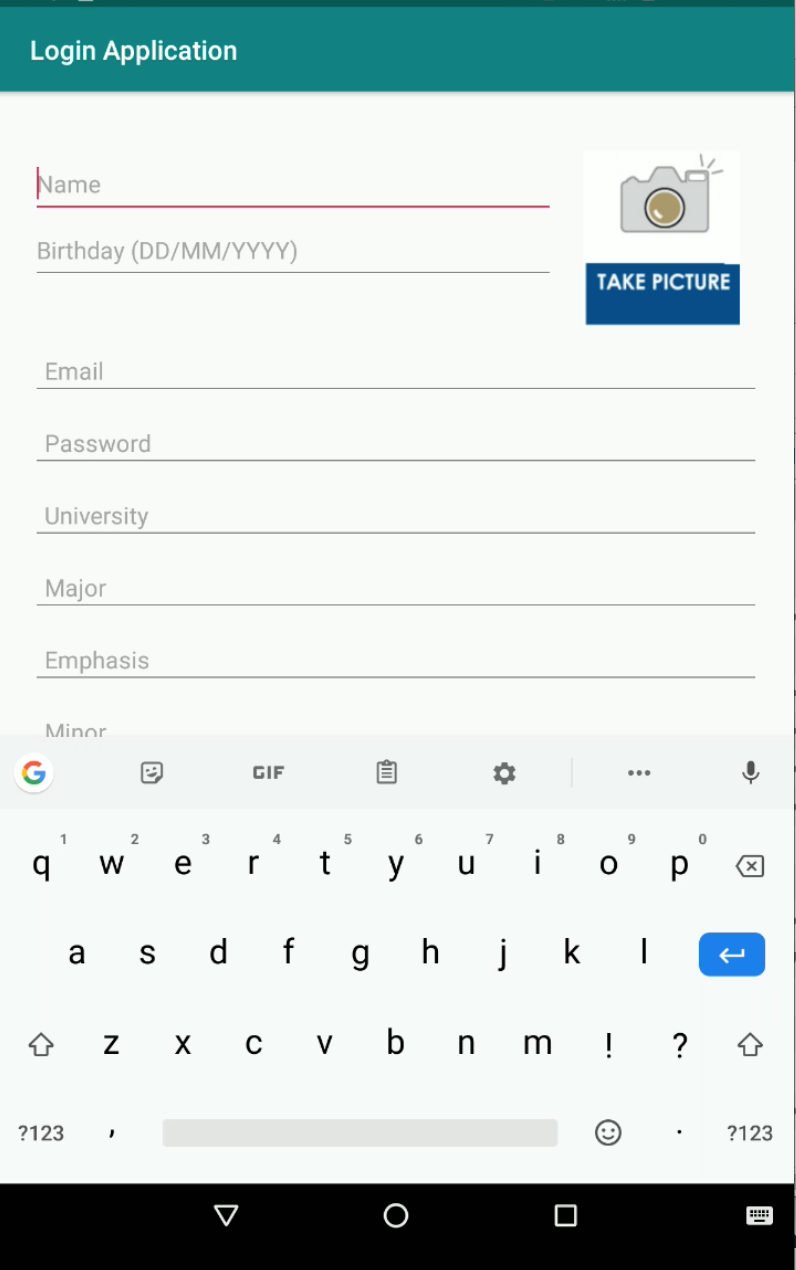 Login Application
Name
Birthday (DD/MM/YYYY)
TAKE PICTURE
Email
Password
University
Major
Emphasis
Minor
G GIF
1 2 3 4 5 6 7 8 9 0
q w e r t y u i o p
a s d f g h j k l
z x c v b n m ! ?
?123 , . ?123